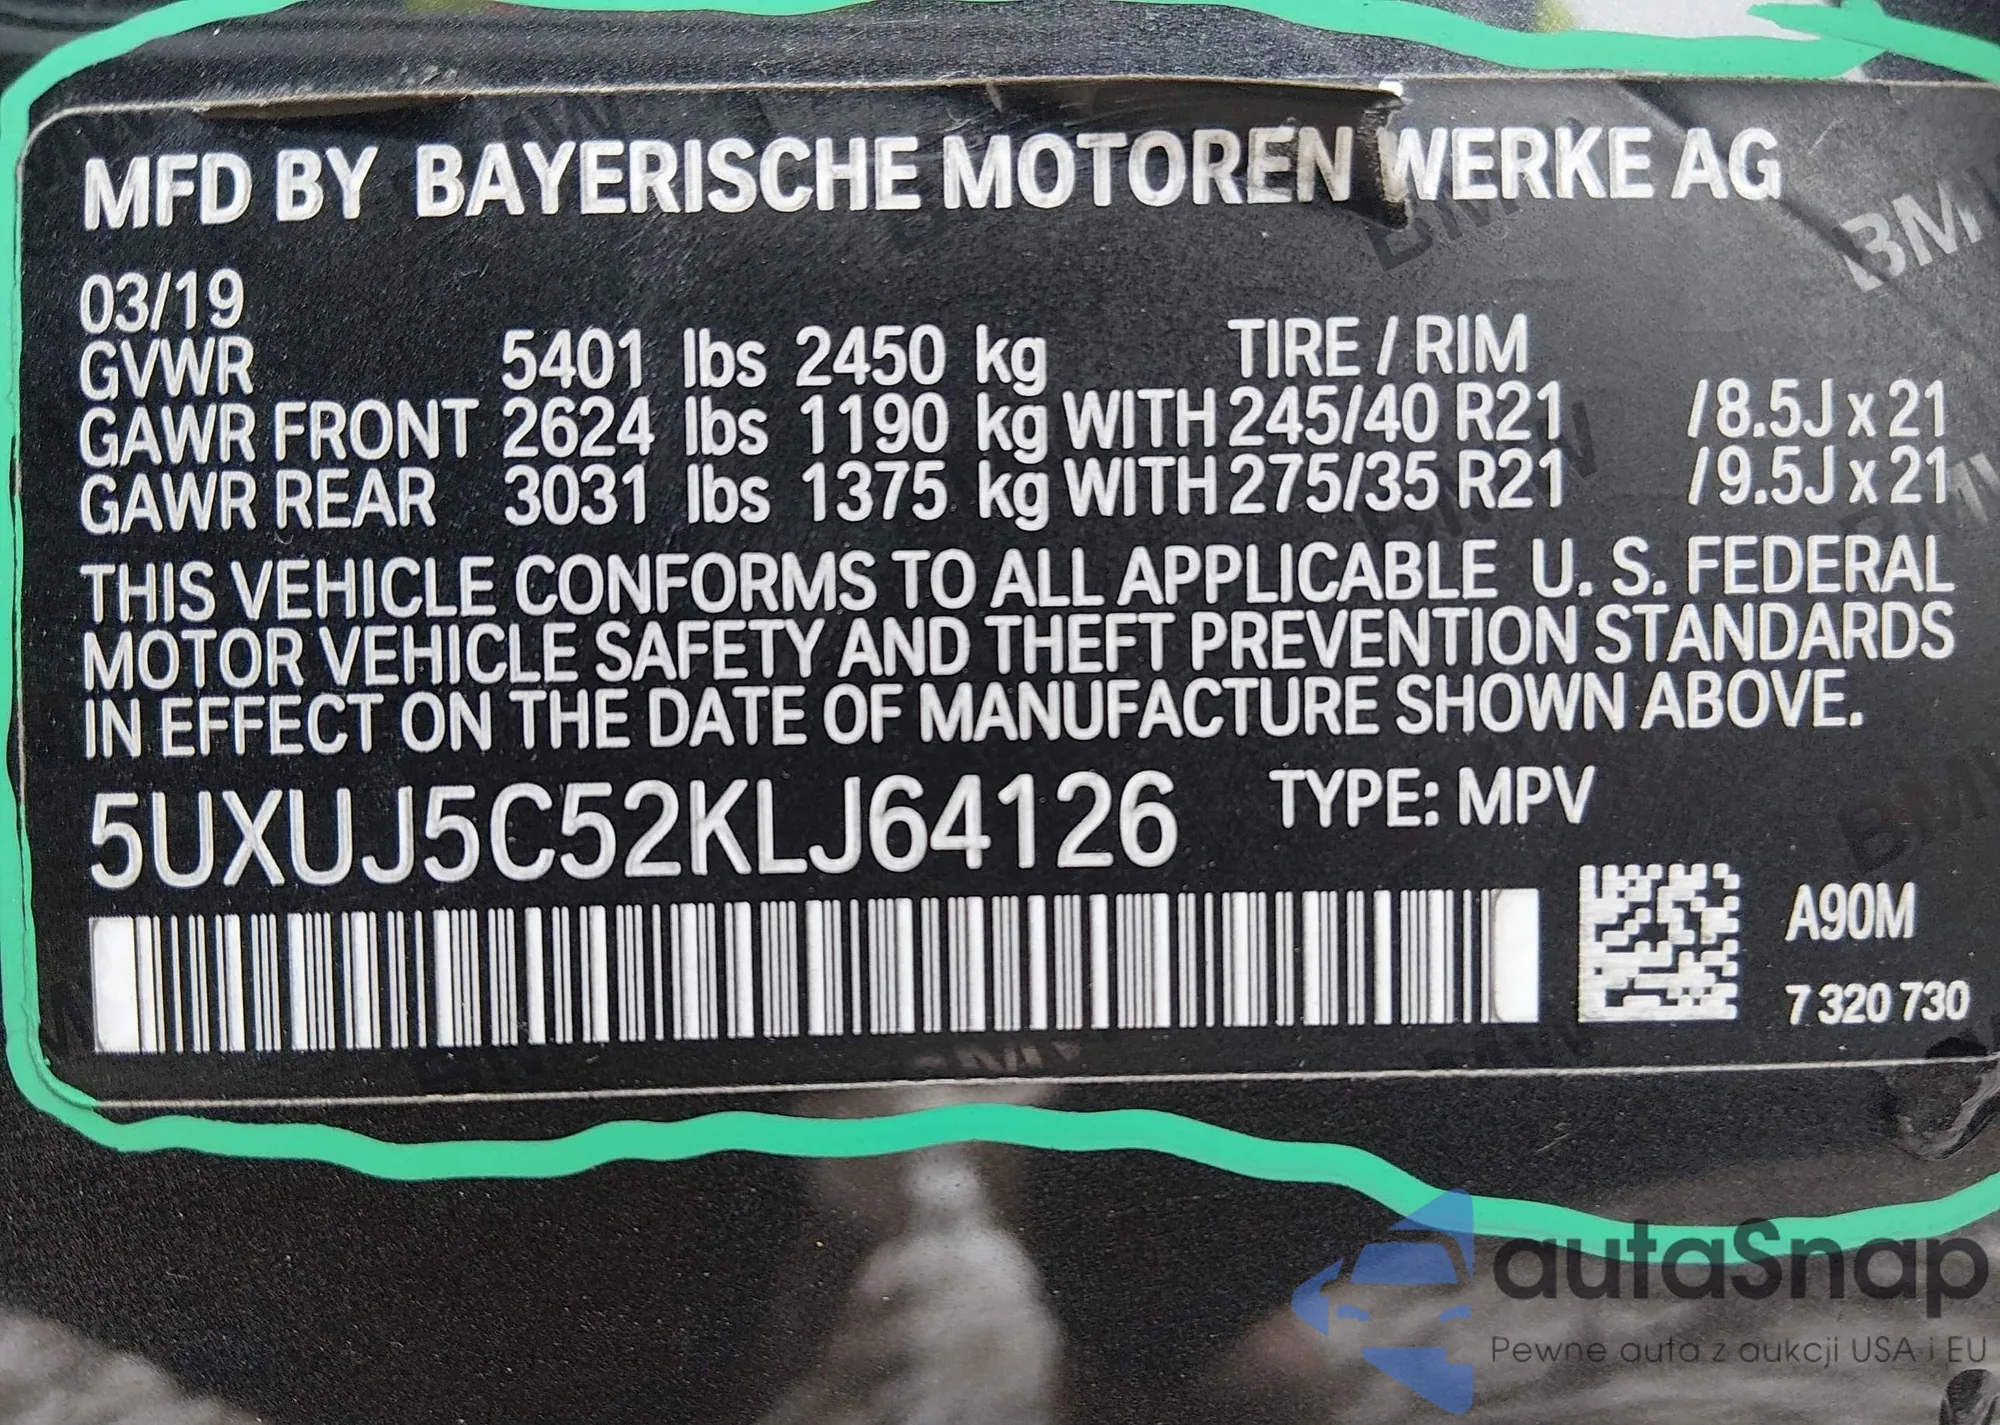 MFD BY BAYERISCHE MOTOREN WERKE AG
03/19
GVWR 5401 lbs 2450 kg TIRE / RIM
GAWR FRONT 2624 lbs 1190 kg WITH 245/40 R21 /8.5J x 21
GAWR REAR 3031 lbs 1375 kg WITH 275/35 R21 /9.5J x 21
THIS VEHICLE CONFORMS TO ALL APPLICABLE U. S. FEDERAL
MOTOR VEHICLE SAFETY AND THEFT PREVENTION STANDARDS
IN EFFECT ON THE DATE OF MANUFACTURE SHOWN ABOVE.
5UXUJ5C52KLJ64126 TYPE: MPV
A90M
7 320 730
BMW
autaSnap
Pewne auta z aukcji USA i EU